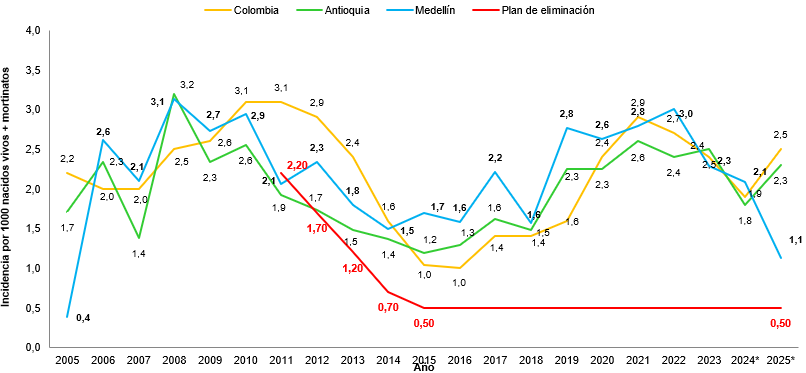 Colombia Antioquia Medellín Plan de eliminación
Incidencia por 1000 nacidos vivos + mortinatos
4,0
3,5
3,0
2,5
2,0
1,5
1,0
0,5
0,0
2,2 2,0 2,0 2,5 2,6 3,1 3,1 2,9 2,4 1,6 1,0 1,0 1,4 1,4 1,6 2,4 2,9 2,7 2,4 1,9 2,5
1,7 2,3 1,4 3,2 2,3 2,6 1,9 1,7 1,5 1,4 1,2 1,3 1,6 1,5 2,3 2,3 2,6 2,4 2,5 1,8 2,3
0,4 2,6 2,1 3,1 2,7 2,9 2,1 2,3 1,8 1,5 1,7 1,6 2,2 1,6 2,8 2,6 2,8 3,0 2,3 2,1 1,1
2,20 1,70 1,20 0,70 0,50 0,50
2005 2006 2007 2008 2009 2010 2011 2012 2013 2014 2015 2016 2017 2018 2019 2020 2021 2022 2023 2024* 2025*
Año